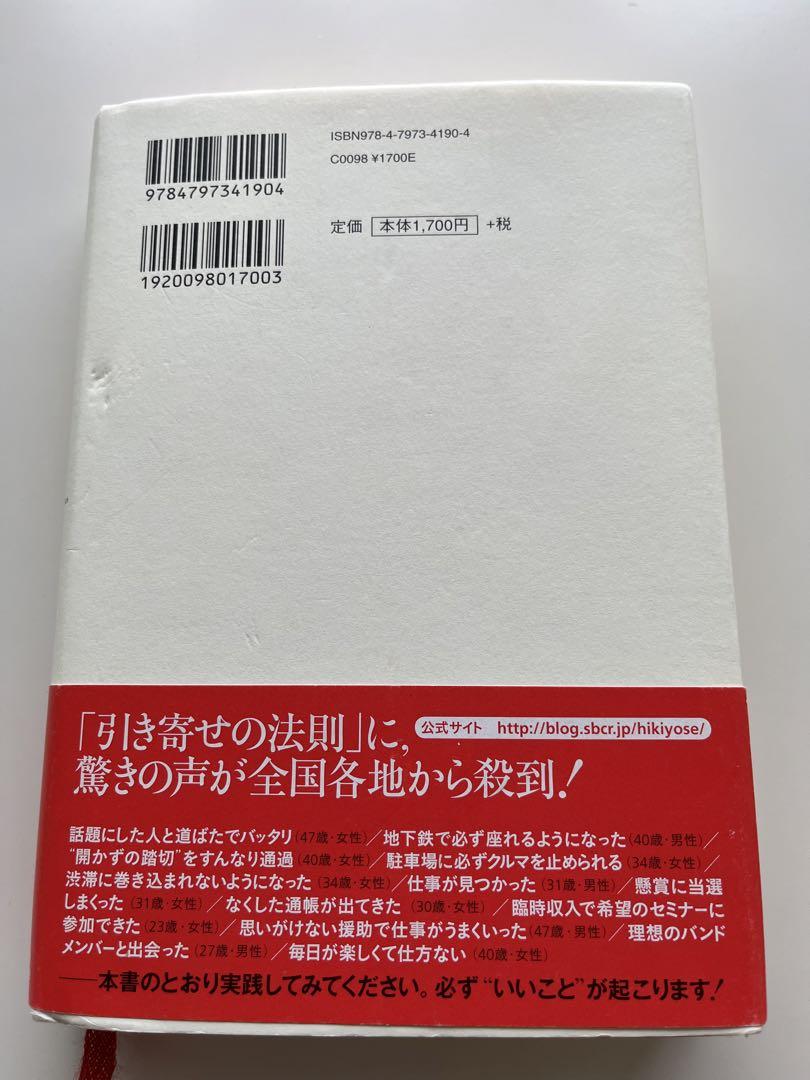 ISBN978-4-7973-4190-4
C0098 ¥1700E
9784797341904
定価 本体1,700円 +税
1920098017003
「引き寄せの法則」に,
公式サイト http://blog.sbcr.jp/hikiyose/
驚きの声が全国各地から殺到!
話題にした人と道ばたでバッタリ(47歳・女性)/地下鉄で必ず座れるようになった(40歳・男性)/
“開かずの踏切”をすんなり通過(40歳・女性)/駐車場に必ずクルマを止められる(34歳・女性)/
渋滞に巻き込まれないようになった(34歳・女性)/仕事が見つかった(31歳・男性)/懸賞に当選
しまくった(31歳・女性)/なくした通帳が出てきた(30歳・女性)/臨時収入で希望のセミナーに
参加できた(23歳・女性)/思いがけない援助で仕事がうまくいった(47歳・男性)/理想のバンド
メンバーと出会った(27歳・男性)/毎日が楽しくて仕方ない(40歳・女性)
──本書のとおり実践してみてください。必ず“いいこと”が起こります!